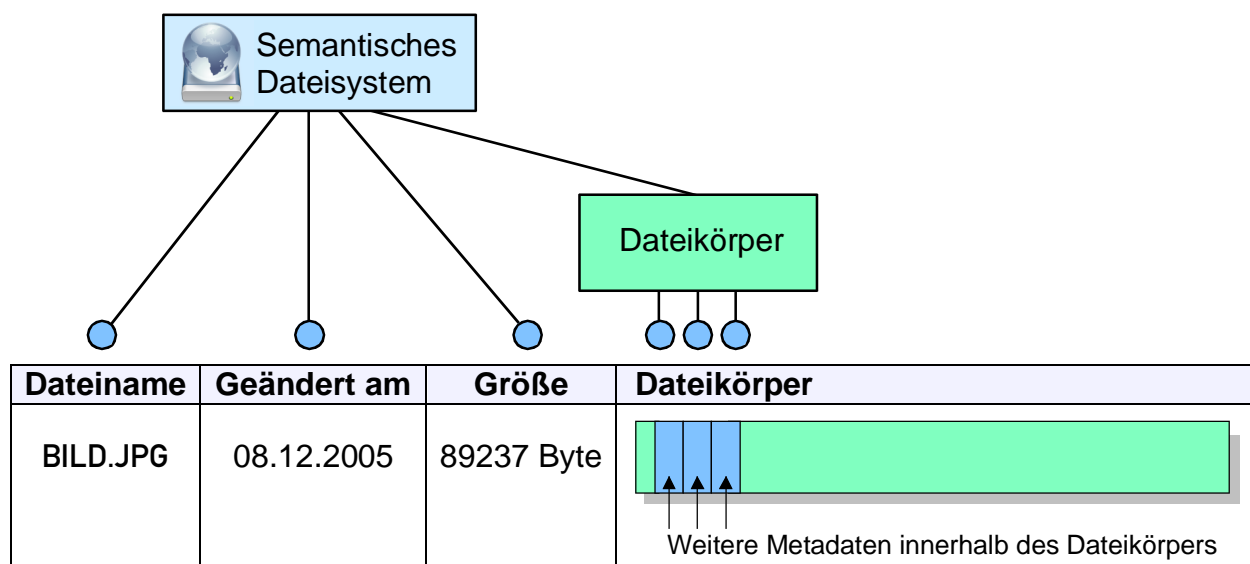 Semantisches
Dateisystem
Dateikörper
Dateiname Geändert am Größe Dateikörper
BILD.JPG 08.12.2005 89237 Byte
Weitere Metadaten innerhalb des Dateikörpers